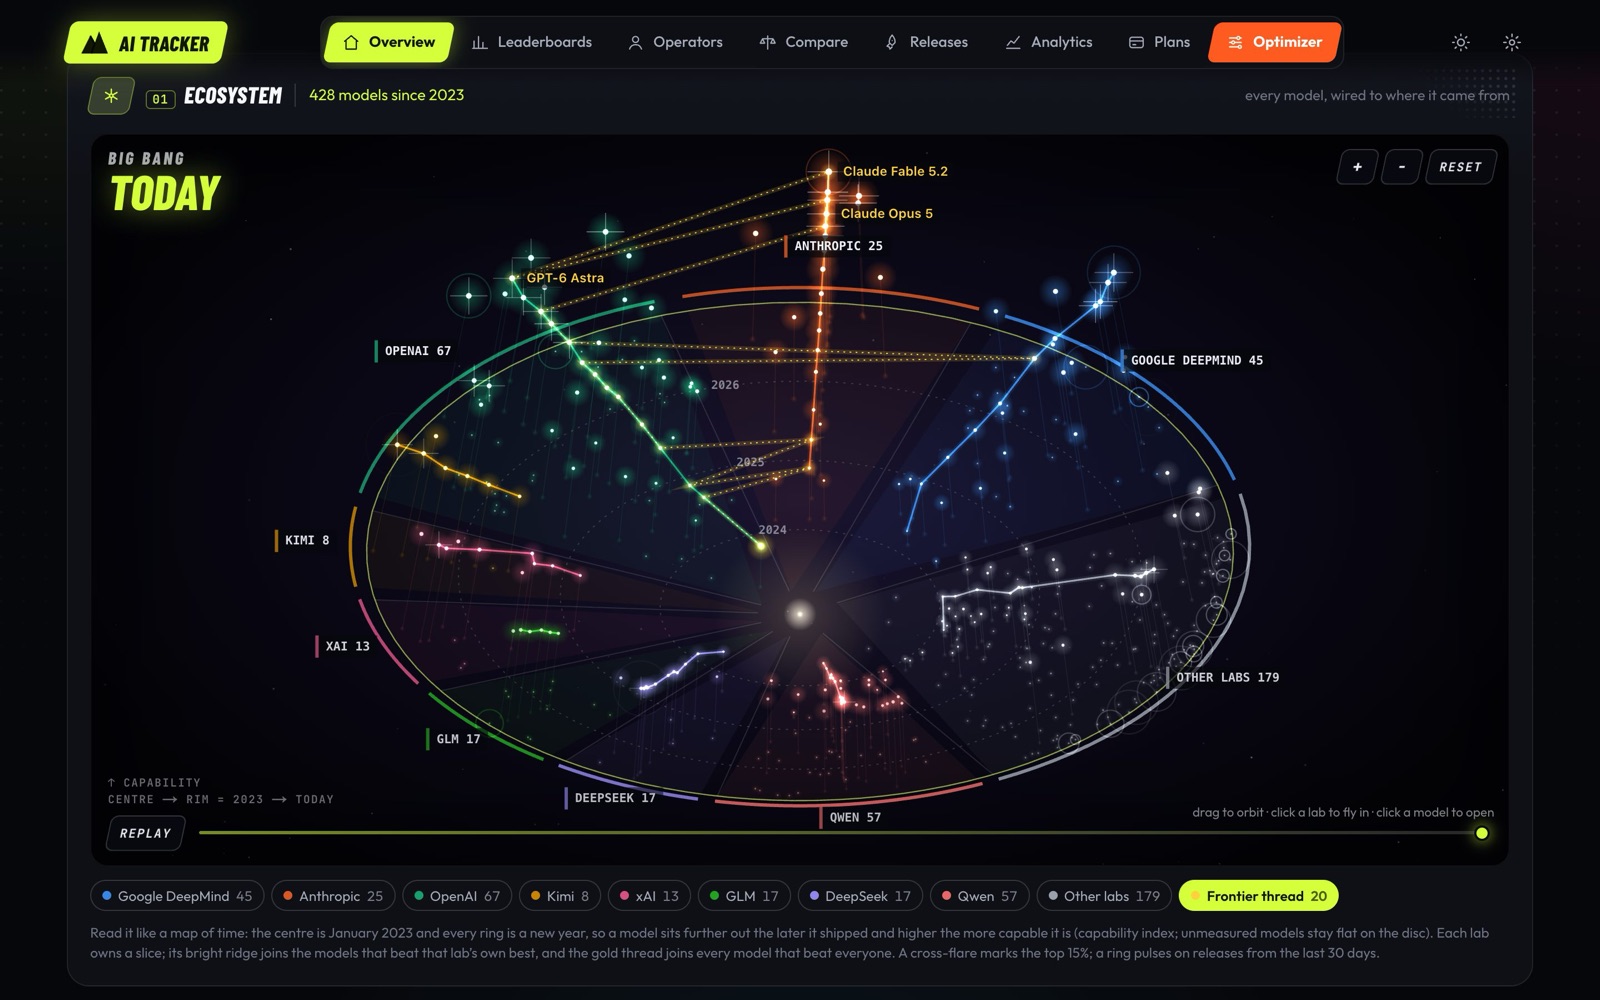 AI TRACKER
Overview
Leaderboards
Operators
Compare
Releases
Analytics
Plans
Optimizer
01 ECOSYSTEM
428 models since 2023
every model, wired to where it came from
BIG BANG
TODAY
+
-
RESET
Claude Fable 5.2
Claude Opus 5
ANTHROPIC 25
GPT-6 Astra
OPENAI 67
GOOGLE DEEPMIND 45
2026
2025
2024
KIMI 8
XAI 13
OTHER LABS 179
GLM 17
DEEPSEEK 17
QWEN 57
↑ CAPABILITY
CENTRE → RIM = 2023 → TODAY
drag to orbit · click a lab to fly in · click a model to open
REPLAY
Google DeepMind 45
Anthropic 25
OpenAI 67
Kimi 8
xAI 13
GLM 17
DeepSeek 17
Qwen 57
Other labs 179
Frontier thread 20
Read it like a map of time: the centre is January 2023 and every ring is a new year, so a model sits further out the later it shipped and higher the more capable it is (capability index; unmeasured models stay flat on the disc). Each lab
owns a slice; its bright ridge joins the models that beat that lab's own best, and the gold thread joins every model that beat everyone. A cross-flare marks the top 15%; a ring pulses on releases from the last 30 days.